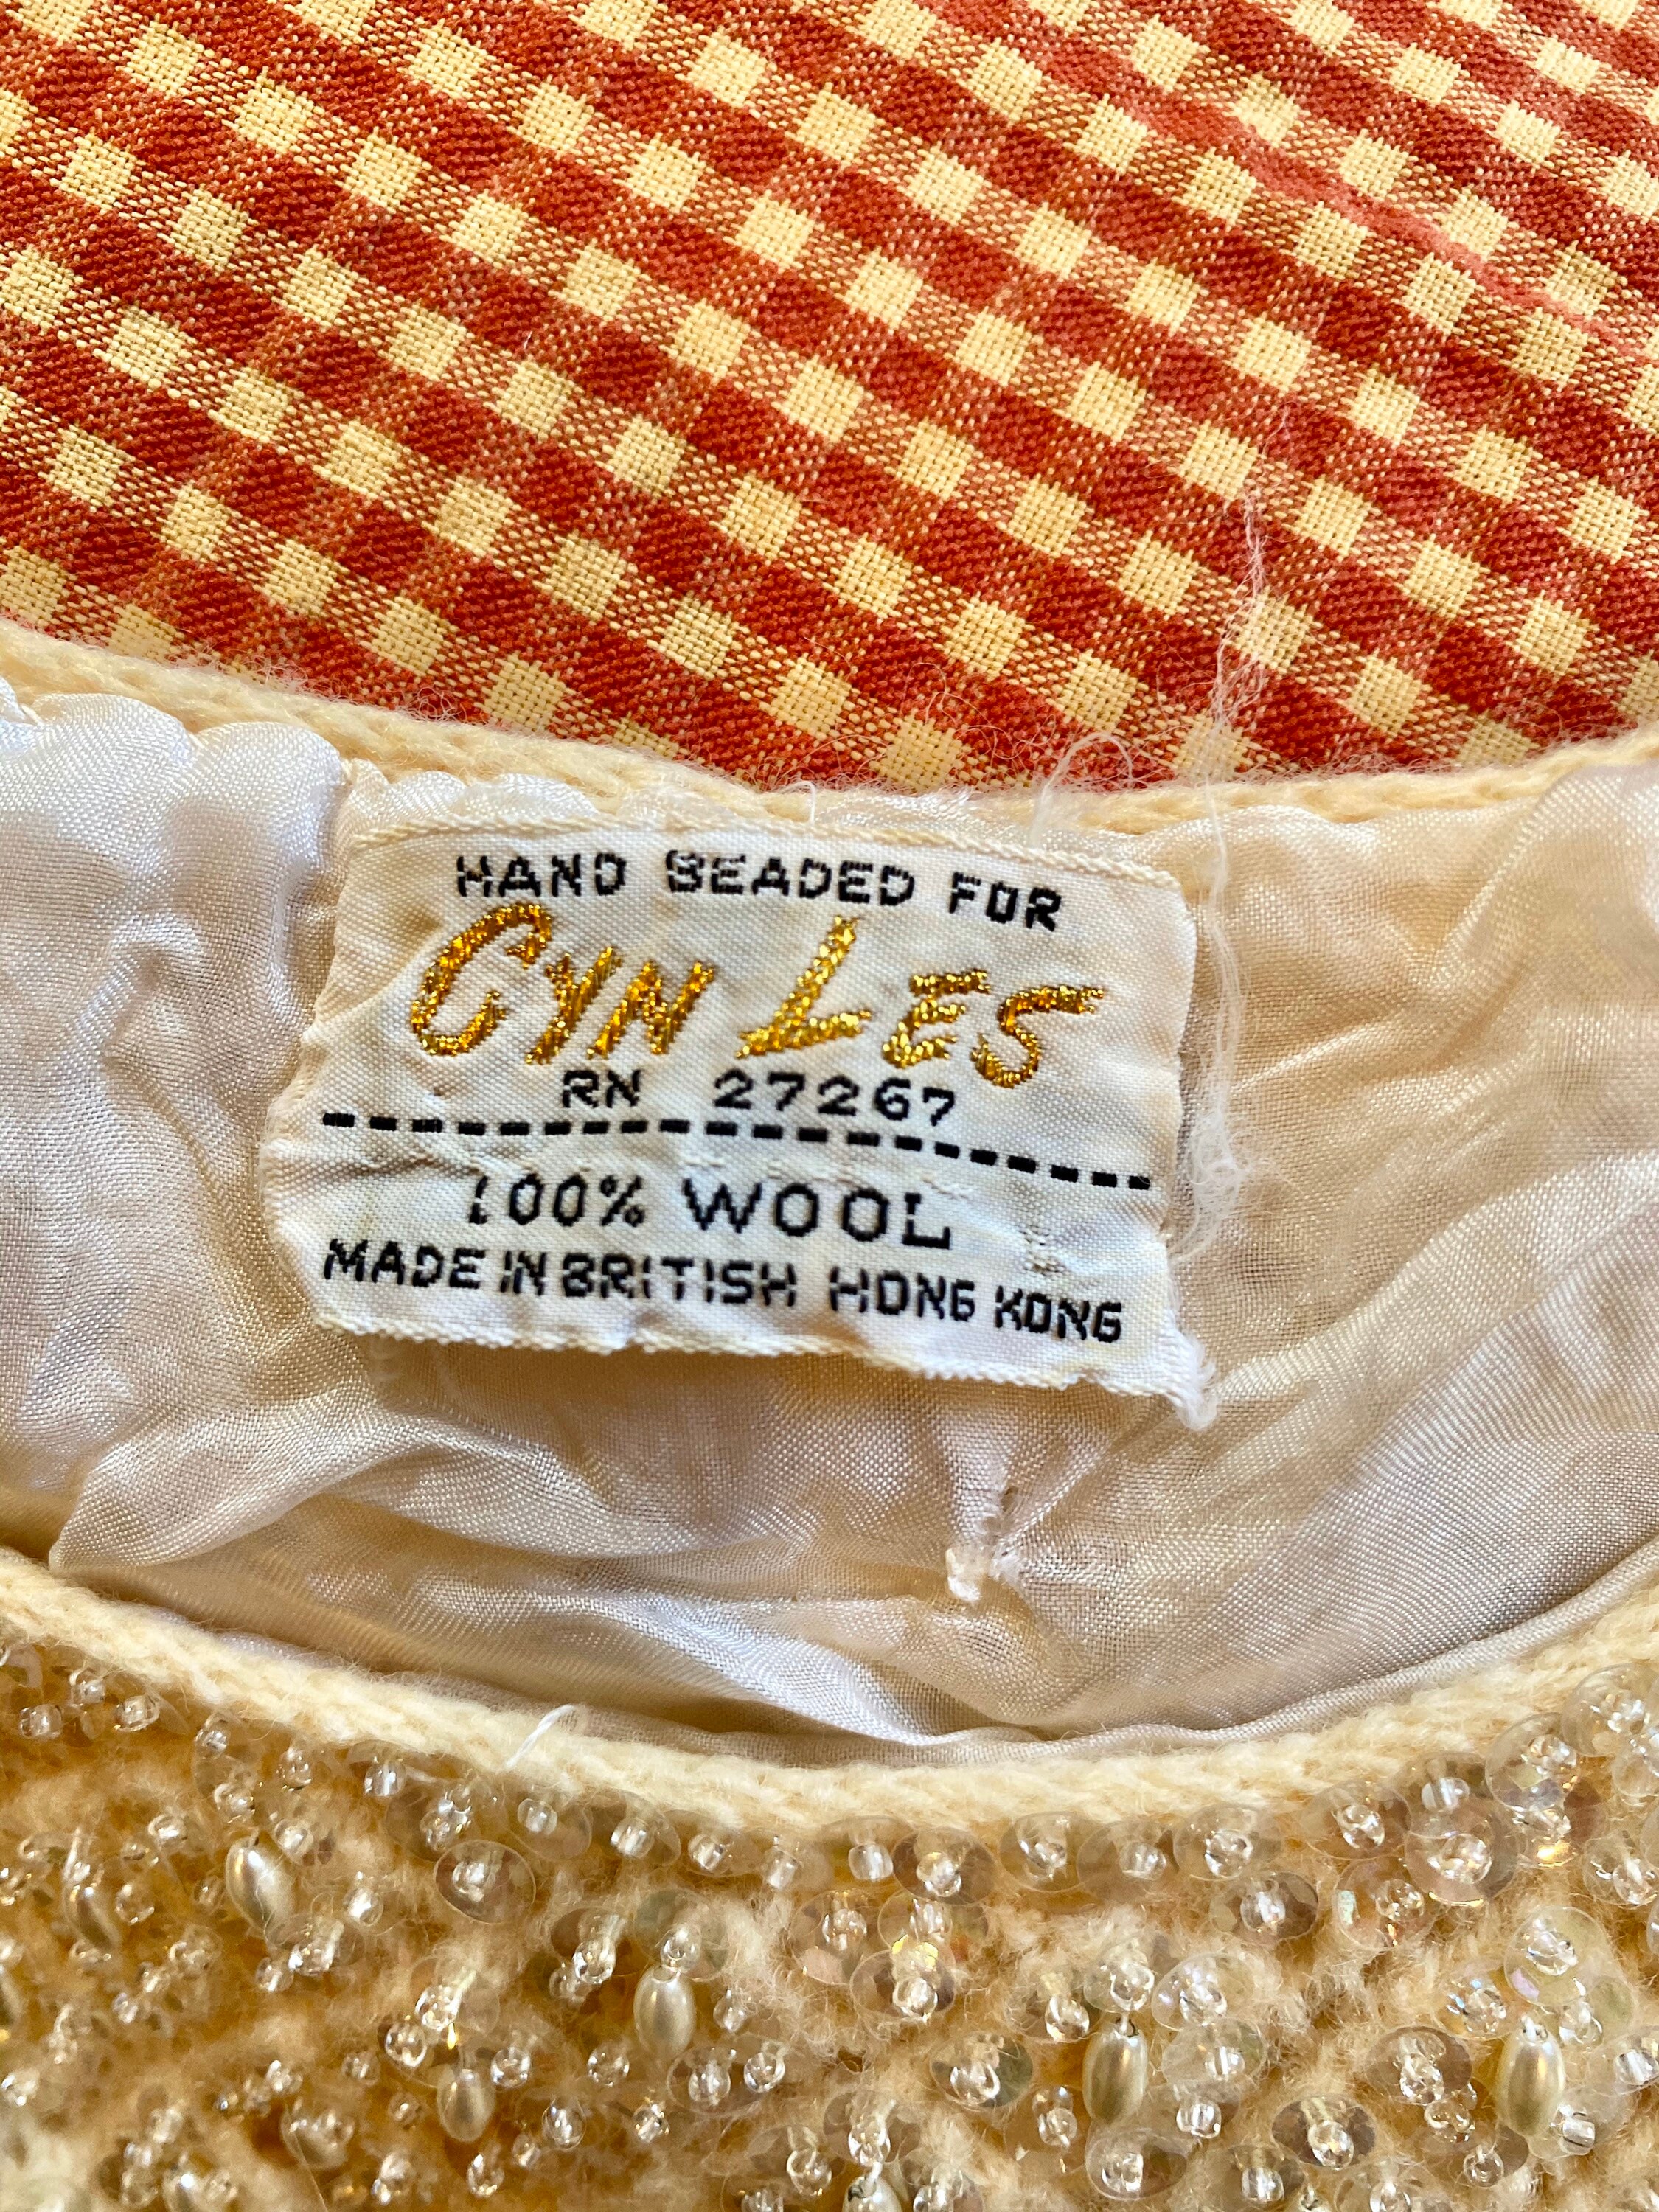 HAND BEADED FOR
CYN LES
RN 27267
100% WOOL
MADE IN BRITISH HONG KONG